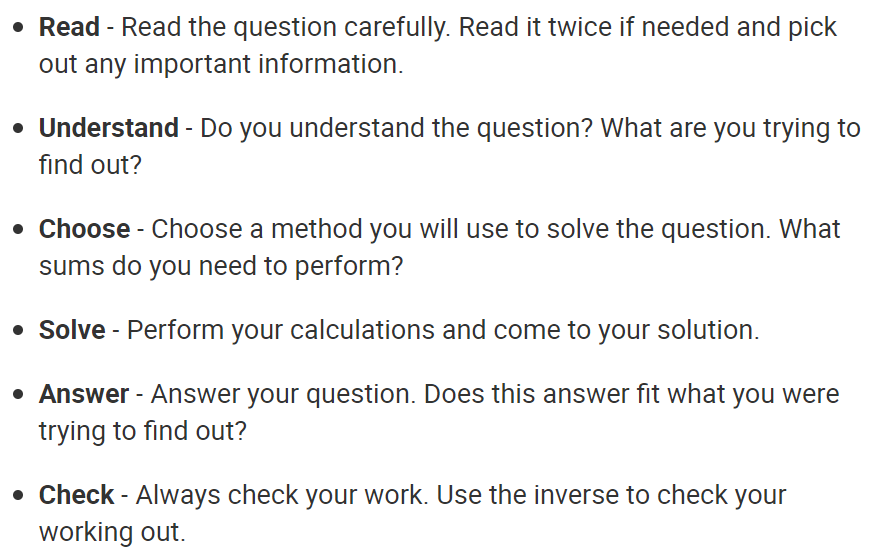 • Read - Read the question carefully. Read it twice if needed and pick
out any important information.
• Understand - Do you understand the question? What are you trying to
find out?
• Choose - Choose a method you will use to solve the question. What
sums do you need to perform?
• Solve - Perform your calculations and come to your solution.
• Answer - Answer your question. Does this answer fit what you were
trying to find out?
• Check - Always check your work. Use the inverse to check your
working out.